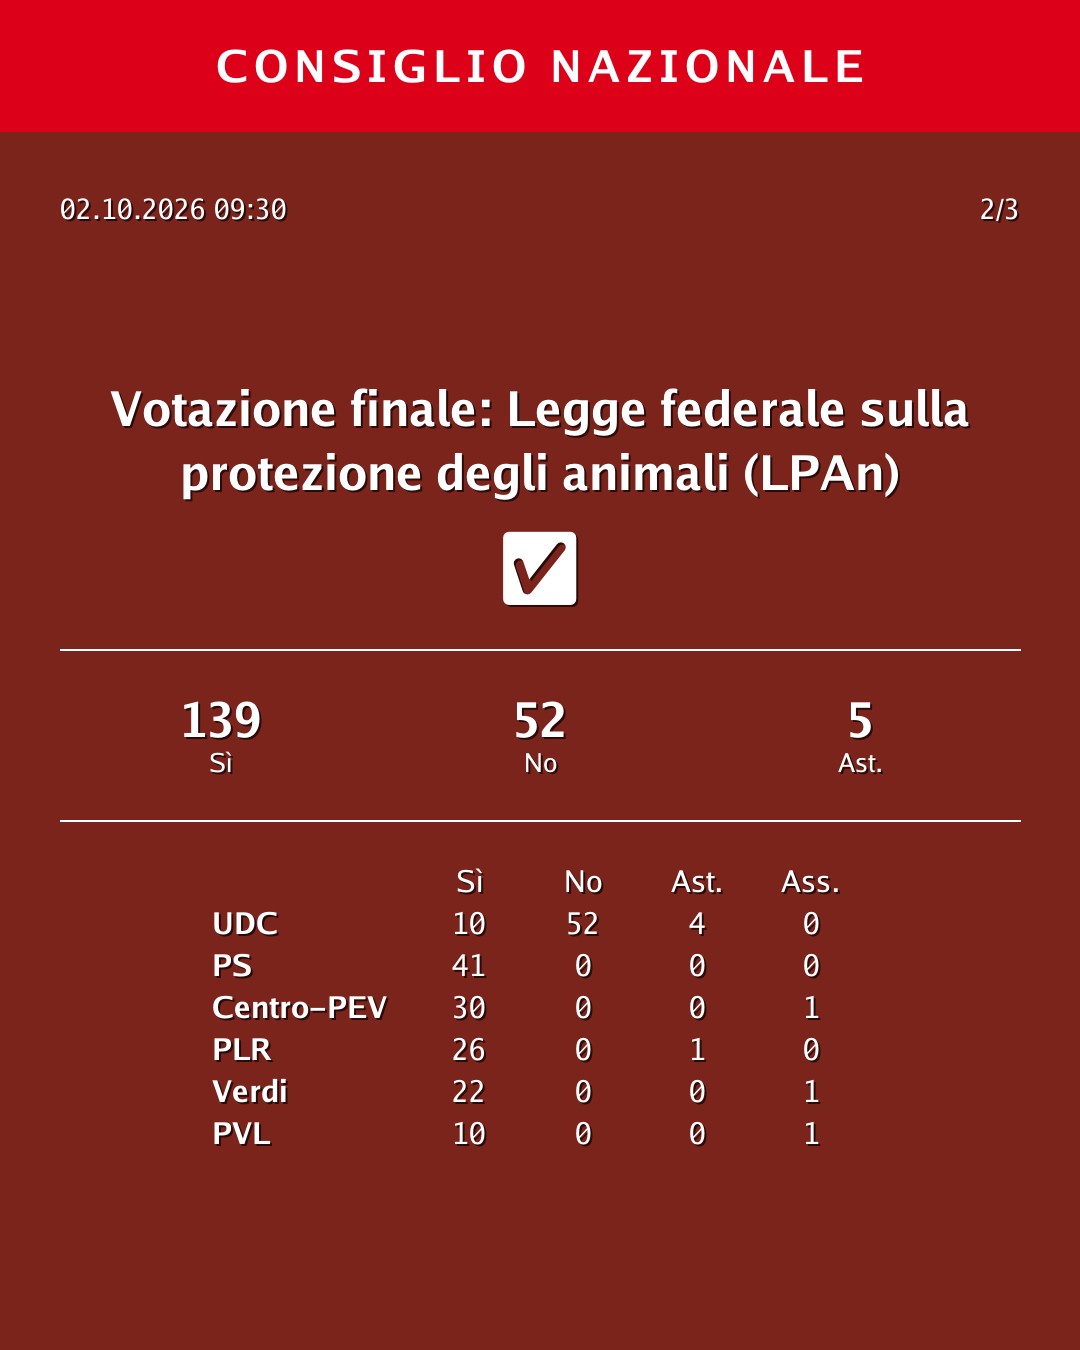 CONSIGLIO NAZIONALE
02.10.2026 09:30 2/3
Votazione finale: Legge federale sulla
protezione degli animali (LPAn)
139 52 5
Sì No Ast.
Sì No Ast. Ass.
UDC 10 52 4 0
PS 41 0 0 0
Centro-PEV 30 0 0 1
PLR 26 0 1 0
Verdi 22 0 0 1
PVL 10 0 0 1